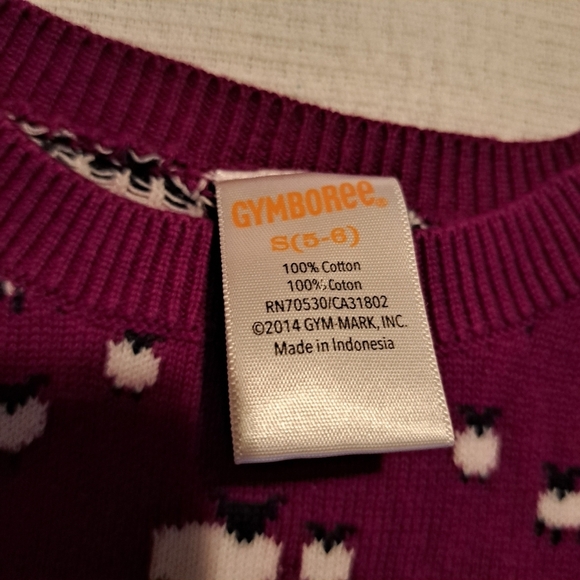 GYMBOREE®
S(5-6)
100% Cotton
100% Coton
RN70530/CA31802
©2014 GYM-MARK, INC.
Made in Indonesia